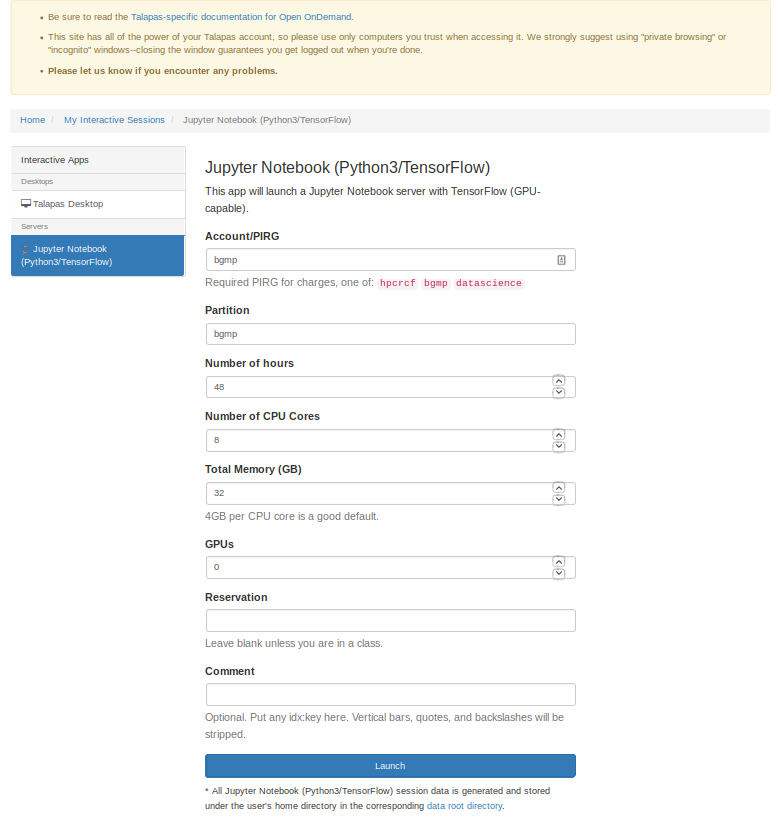 • Be sure to read the Talapas-specific documentation for Open OnDemand.
• This site has all of the power of your Talapas account, so please use only computers you trust when accessing it. We strongly suggest using "private browsing" or
"incognito" windows--closing the window guarantees you get logged out when you're done.
• Please let us know if you encounter any problems.
Home / My Interactive Sessions / Jupyter Notebook (Python3/TensorFlow)
Interactive Apps
Desktops
Talapas Desktop
Servers
Jupyter Notebook
(Python3/TensorFlow)
Jupyter Notebook (Python3/TensorFlow)
This app will launch a Jupyter Notebook server with TensorFlow (GPU-
capable).
Account/PIRG
bgmp
Required PIRG for charges, one of: hpcrcf bgmp datascience
Partition
bgmp
Number of hours
48
Number of CPU Cores
8
Total Memory (GB)
32
4GB per CPU core is a good default.
GPUs
0
Reservation
Leave blank unless you are in a class.
Comment
Optional. Put any idx:key here. Vertical bars, quotes, and backslashes will be
stripped.
Launch
* All Jupyter Notebook (Python3/TensorFlow) session data is generated and stored
under the user's home directory in the corresponding data root directory.